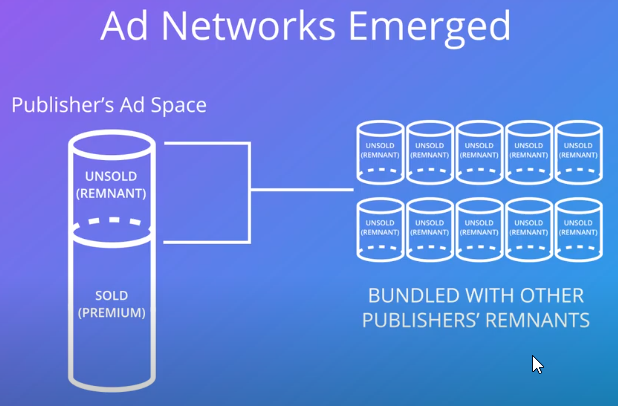 Ad Networks Emerged
Publisher's Ad Space
UNSOLD
(REMNANT)
SOLD
(PREMIUM)
UNSOLD
(REMNANT)
UNSOLD
(REMNANT)
UNSOLD
(REMNANT)
UNSOLD
(REMNANT)
UNSOLD
(REMNANT)
UNSOLD
(REMNANT)
UNSOLD
(REMNANT)
UNSOLD
(REMNANT)
UNSOLD
(REMNANT)
UNSOLD
(REMNANT)
BUNDLED WITH OTHER
PUBLISHERS' REMNANTS